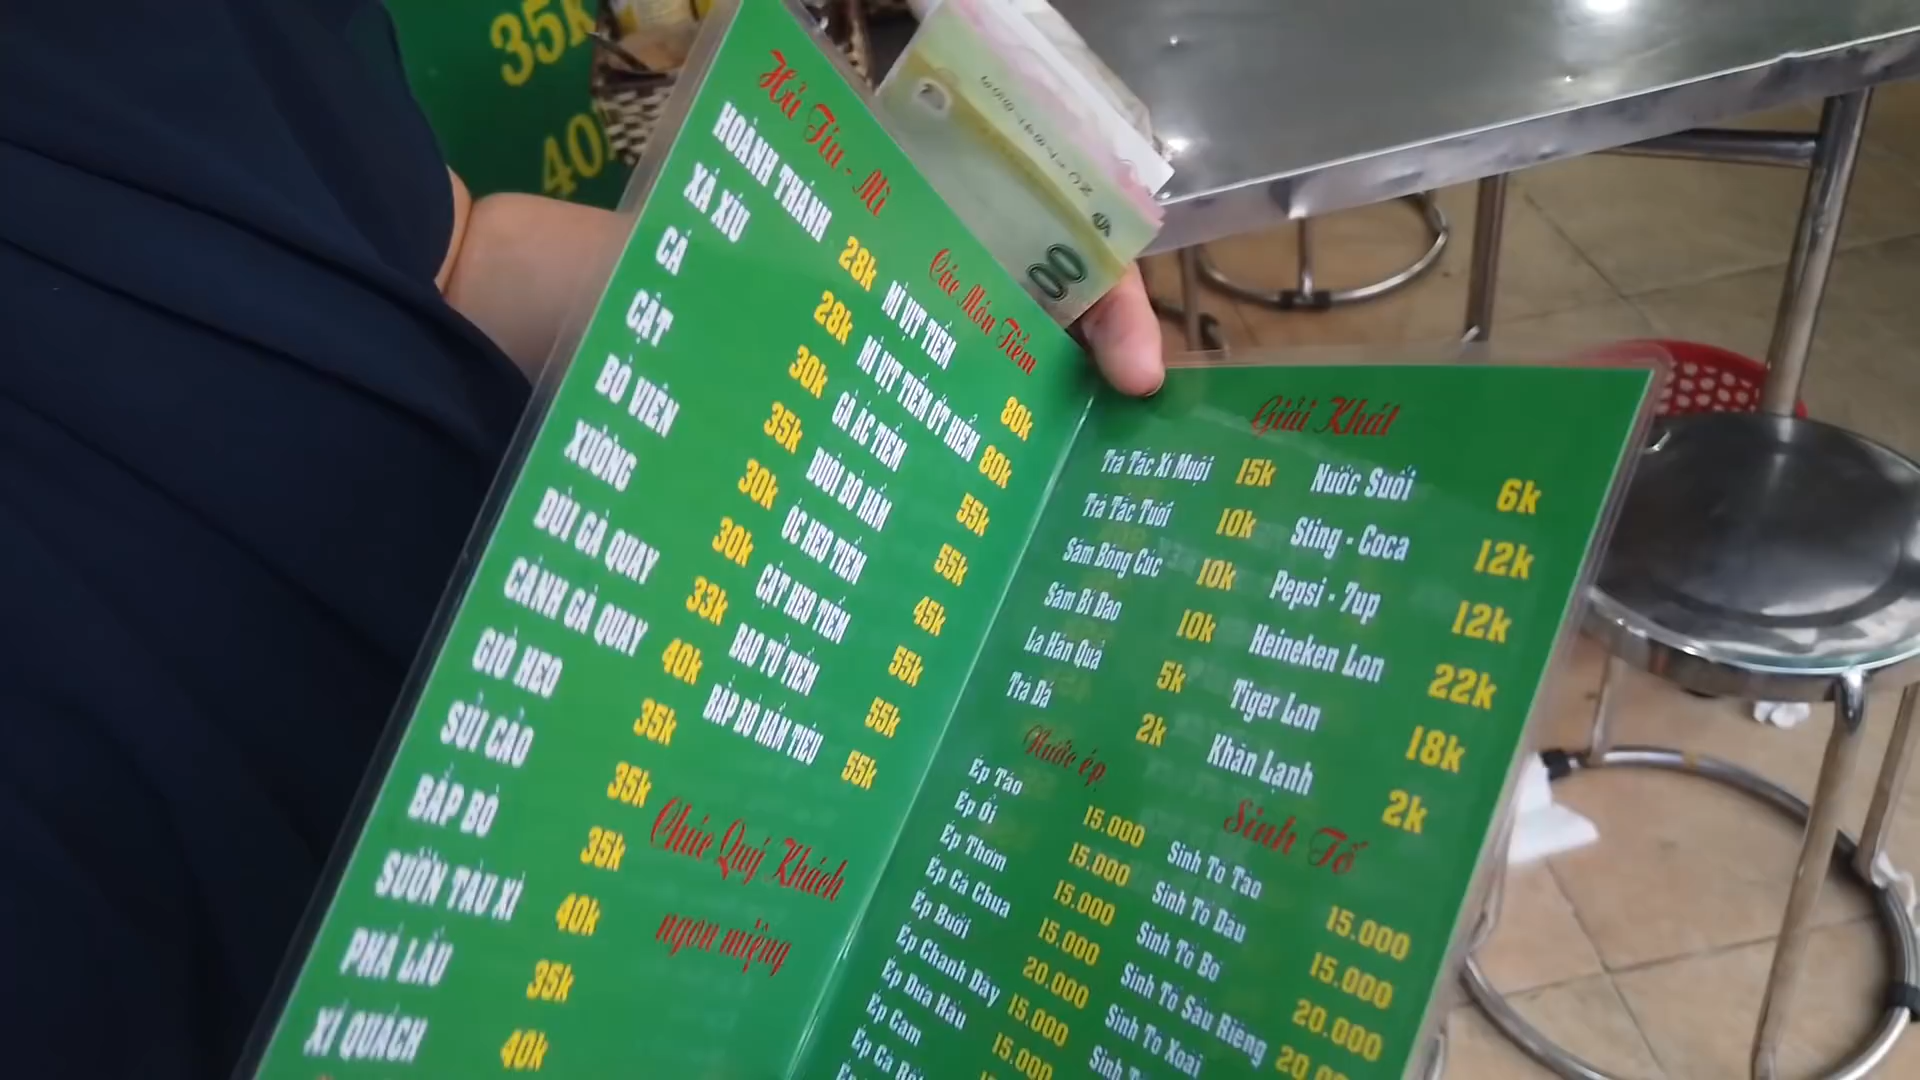 35k
40k
Hủ Tíu - Mì
HOÀNH THÁNH 28k
XÁ XÍU 28k
CÁ 30k
CẬT 35k
BÒ VIÊN 30k
XƯƠNG 30k
ĐÙI GÀ QUAY 33k
CÁNH GÀ QUAY 40k
GIÒ HEO 35k
SỦI CẢO 35k
BẮP BÒ 35k
SƯỜN TÀU XÌ 40k
PHÁ LẤU 35k
XÍ QUÁCH 40k
Các Món Tiềm
MÌ VỊT TIỀM 80k
MÌ VỊT TIỀM ỚT HIỂM 80k
GÀ ÁC TIỀM 55k
ĐUÔI BÒ HẦM 55k
ÓC HEO TIỀM 45k
CẬT HEO TIỀM 55k
BAO TỬ TIỀM 55k
BẮP BÒ HẦM TIÊU 55k
Chúc Quý Khách
ngon miệng
Giải Khát
Trà Tắc Xí Muội 15k
Trà Tắc Tươi 10k
Sâm Bông Cúc 10k
Sâm Bí Đao 10k
La Hán Quả 5k
Trà Đá 2k
Nước Suối 6k
Sting - Coca 12k
Pepsi - 7up 12k
Heineken Lon 22k
Tiger Lon 18k
Khăn Lạnh 2k
Nước ép
Ép Táo 15.000
Ép Ổi 15.000
Ép Thơm 15.000
Ép Cà Chua 15.000
Ép Bưởi 20.000
Ép Chanh Dây 15.000
Ép Dưa Hấu 15.000
Ép Cam
Sinh Tố
Sinh Tố Táo 15.000
Sinh Tố Dâu 15.000
Sinh Tố Bơ 20.000
Sinh Tố Sầu Riêng
Sinh Tố Xoài